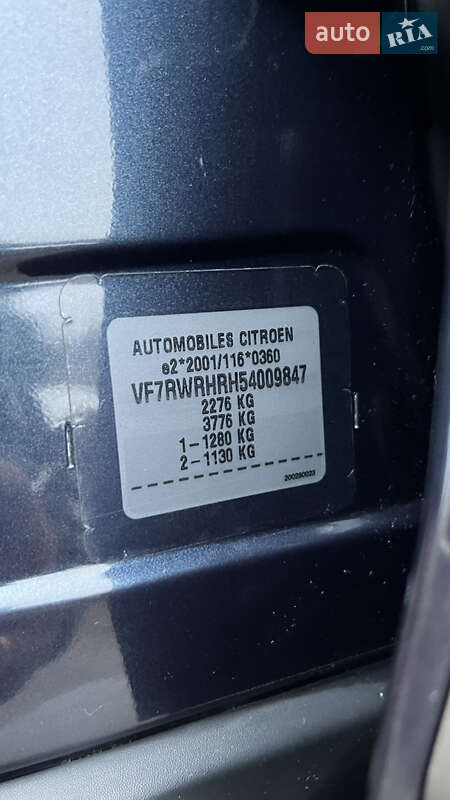 auto RIA.com
AUTOMOBILES CITROEN
e2*2001/116*0360
VF7RWRHRH54009847
2276 KG
3776 KG
1-1280 KG
2-1130 KG
200280023